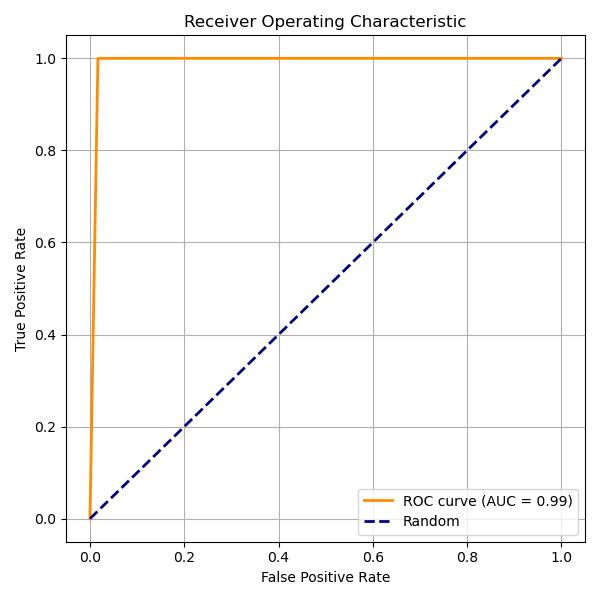 Receiver Operating Characteristic
True Positive Rate
1.0
0.8
0.6
0.4
0.2
0.0
ROC curve (AUC = 0.99)
Random
0.0 0.2 0.4 0.6 0.8 1.0
False Positive Rate